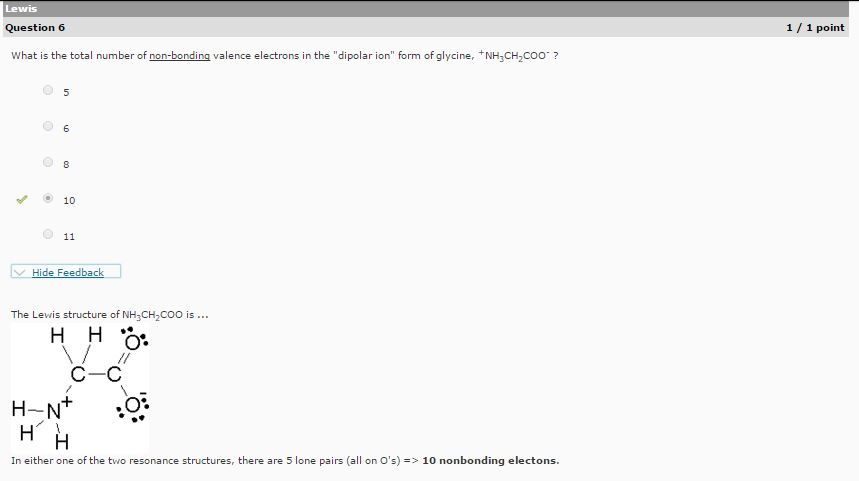 Lewis
Question 6 1 / 1 point
What is the total number of non-bonding valence electrons in the "dipolar ion" form of glycine, ⁺NH₃CH₂COO⁻ ?
5
6
8
10
11
Hide Feedback
The Lewis structure of NH₃CH₂COO is ...
H H O
C C
H N + O -
H H
In either one of the two resonance structures, there are 5 lone pairs (all on O's) => 10 nonbonding electons.